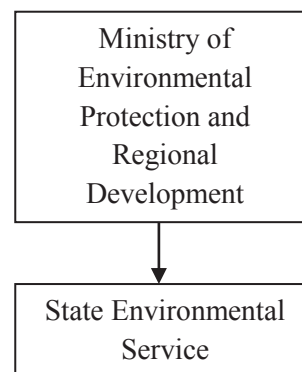 Ministry of
Environmental
Protection and
Regional
Development
State Environmental
Service